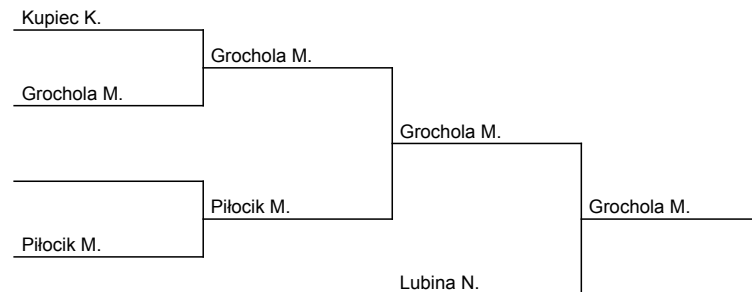 Kupiec K.
Grochola M.
Grochola M.
Grochola M.
Piłocik M.
Grochola M.
Piłocik M.
Lubina N.